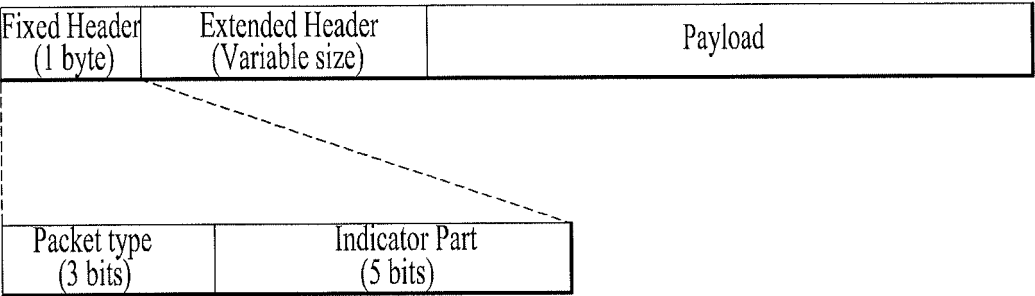 Fixed Header
(1 byte)
Extended Header
(Variable size)
Payload
Packet type
(3 bits)
Indicator Part
(5 bits)